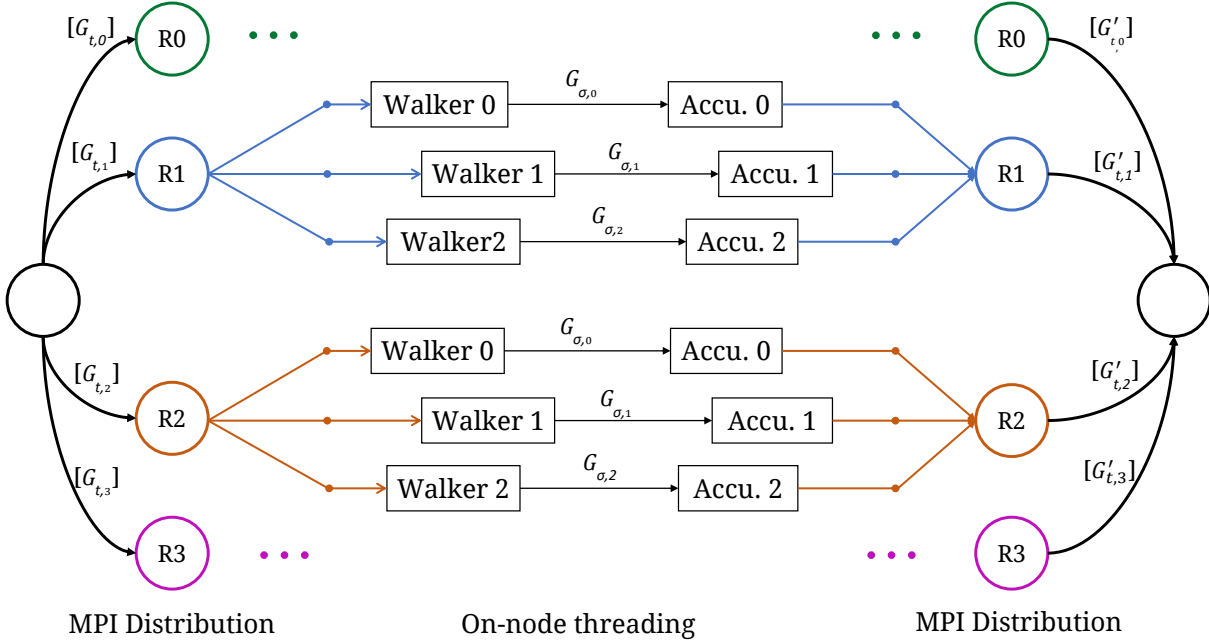 [G_{t,0}]
R0
R0
[G'_{t,0}]
Walker 0
G_{σ,0}
Accu. 0
[G_{t,1}]
R1
Walker 1
G_{σ,1}
Accu. 1
R1
[G'_{t,1}]
Walker2
G_{σ,2}
Accu. 2
Walker 0
G_{σ,0}
Accu. 0
[G_{t,2}]
R2
Walker 1
G_{σ,1}
Accu. 1
R2
[G'_{t,2}]
Walker 2
G_{σ,2}
Accu. 2
[G_{t,3}]
R3
R3
[G'_{t,3}]
MPI Distribution
On-node threading
MPI Distribution